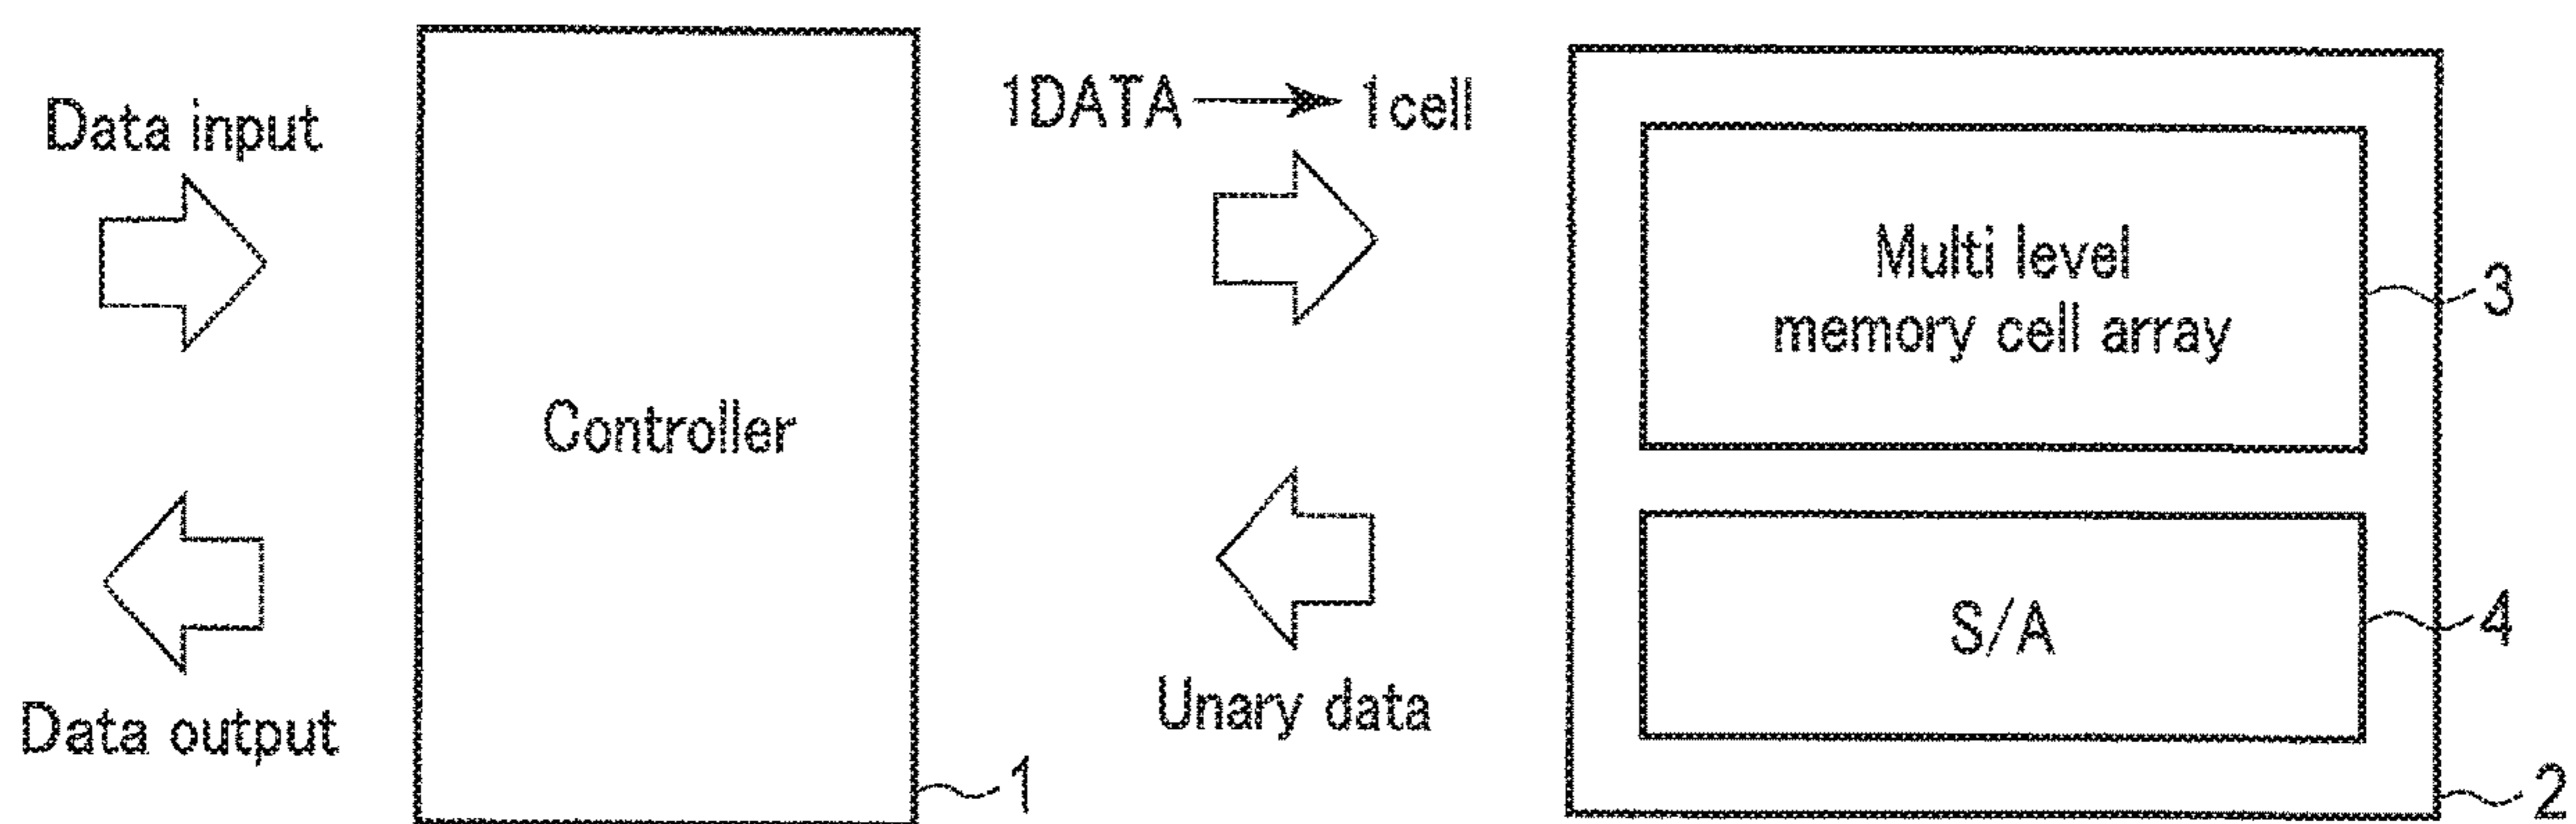 Data input
Data output
Controller
1
1DATA → 1cell
Unary data
Multi level
memory cell array
3
S/A
4
2